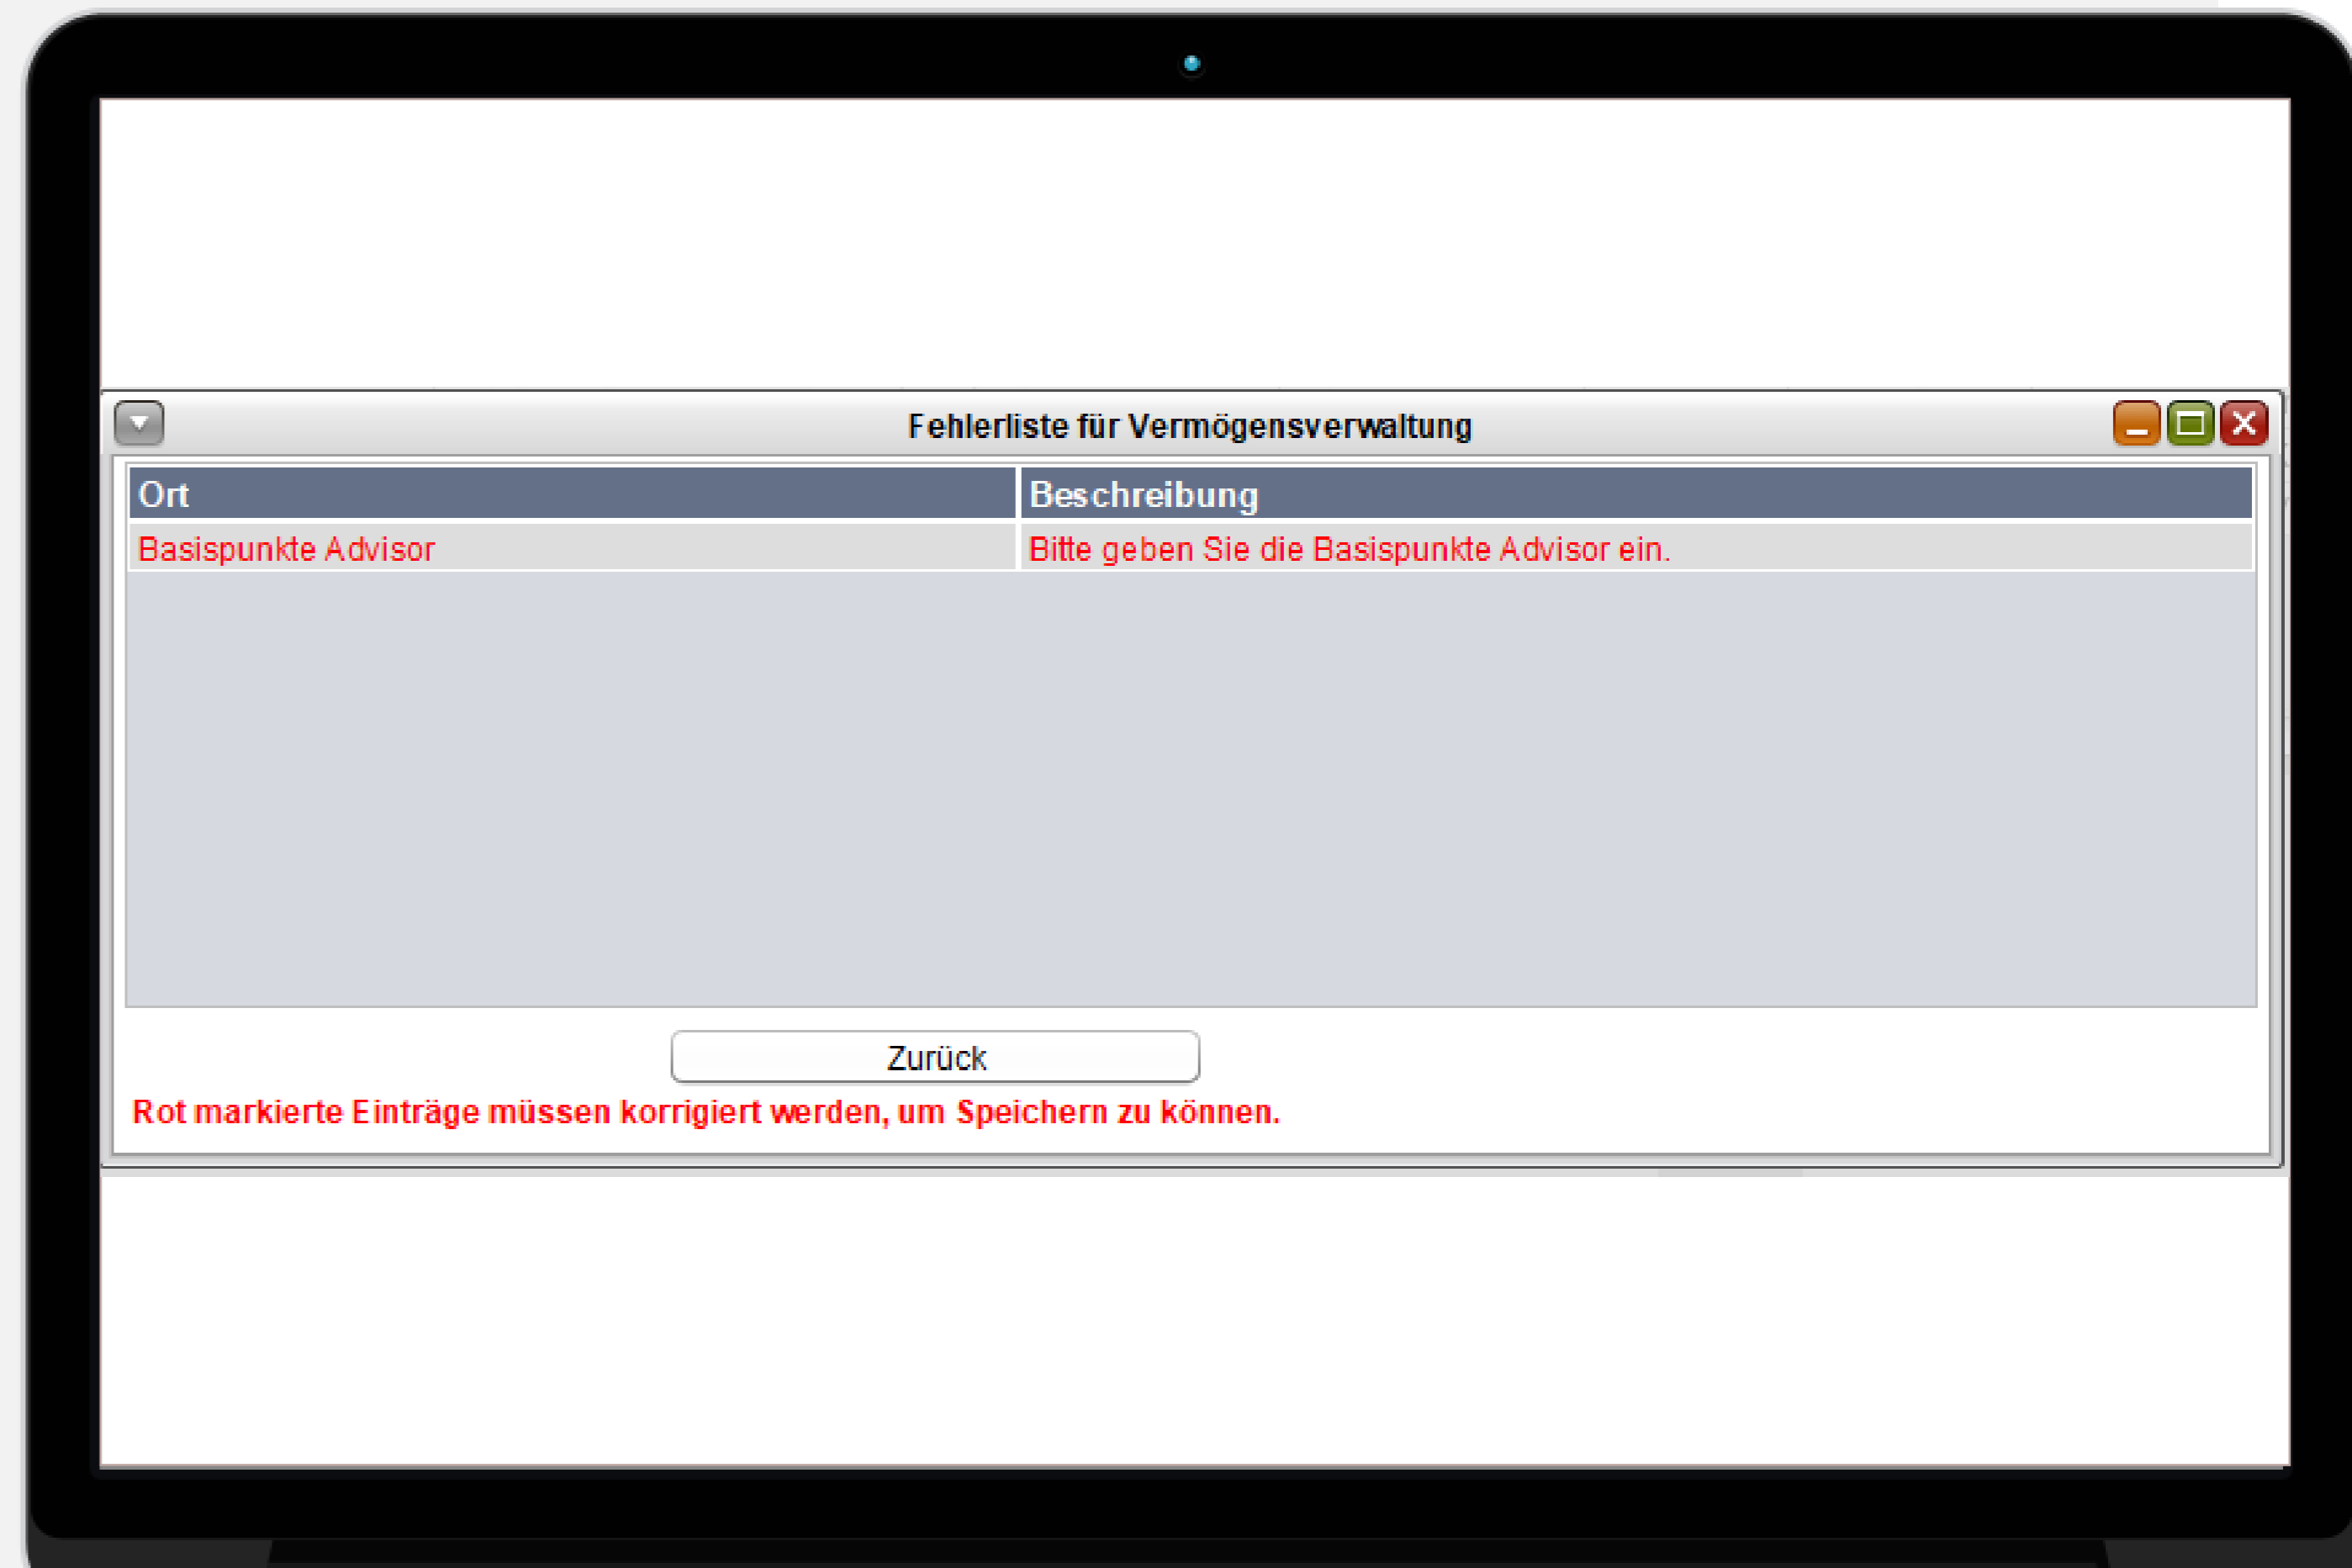 Fehlerliste für Vermögensverwaltung
Ort Beschreibung
Basispunkte Advisor Bitte geben Sie die Basispunkte Advisor ein.
Zurück
Rot markierte Einträge müssen korrigiert werden, um Speichern zu können.